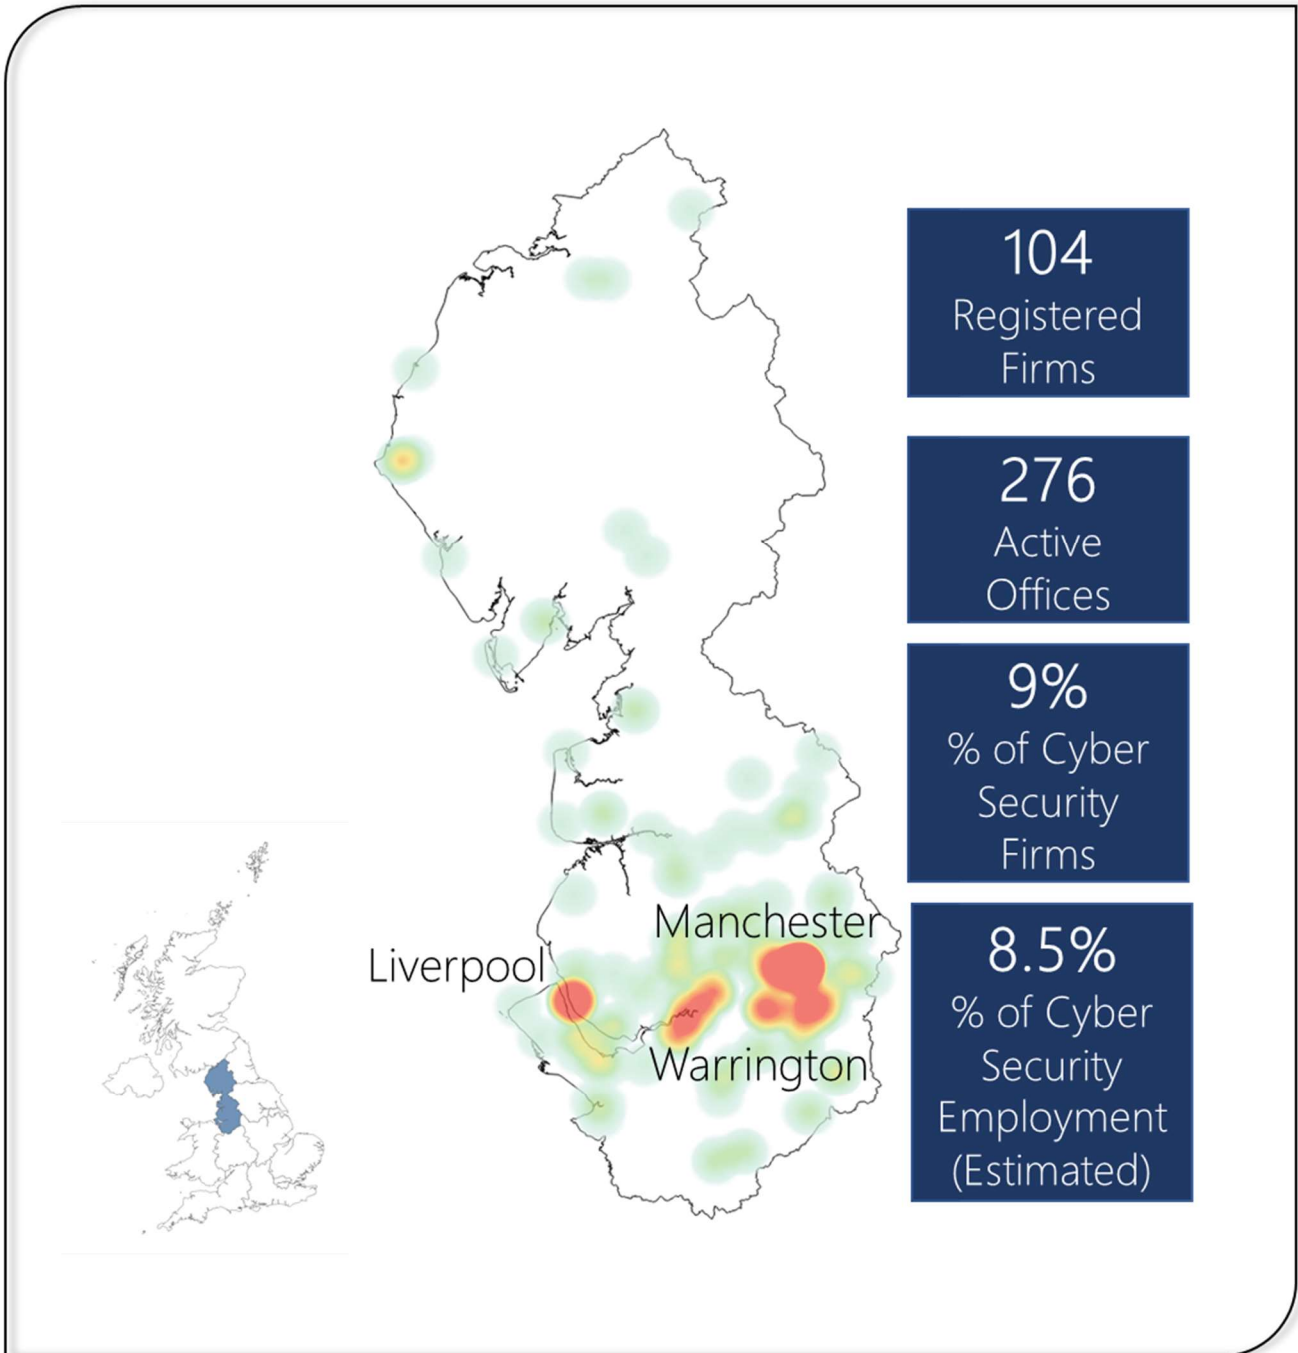 104
Registered
Firms
276
Active
Offices
9%
% of Cyber
Security
Firms
Manchester
Liverpool
Warrington
8.5%
% of Cyber
Security
Employment
(Estimated)